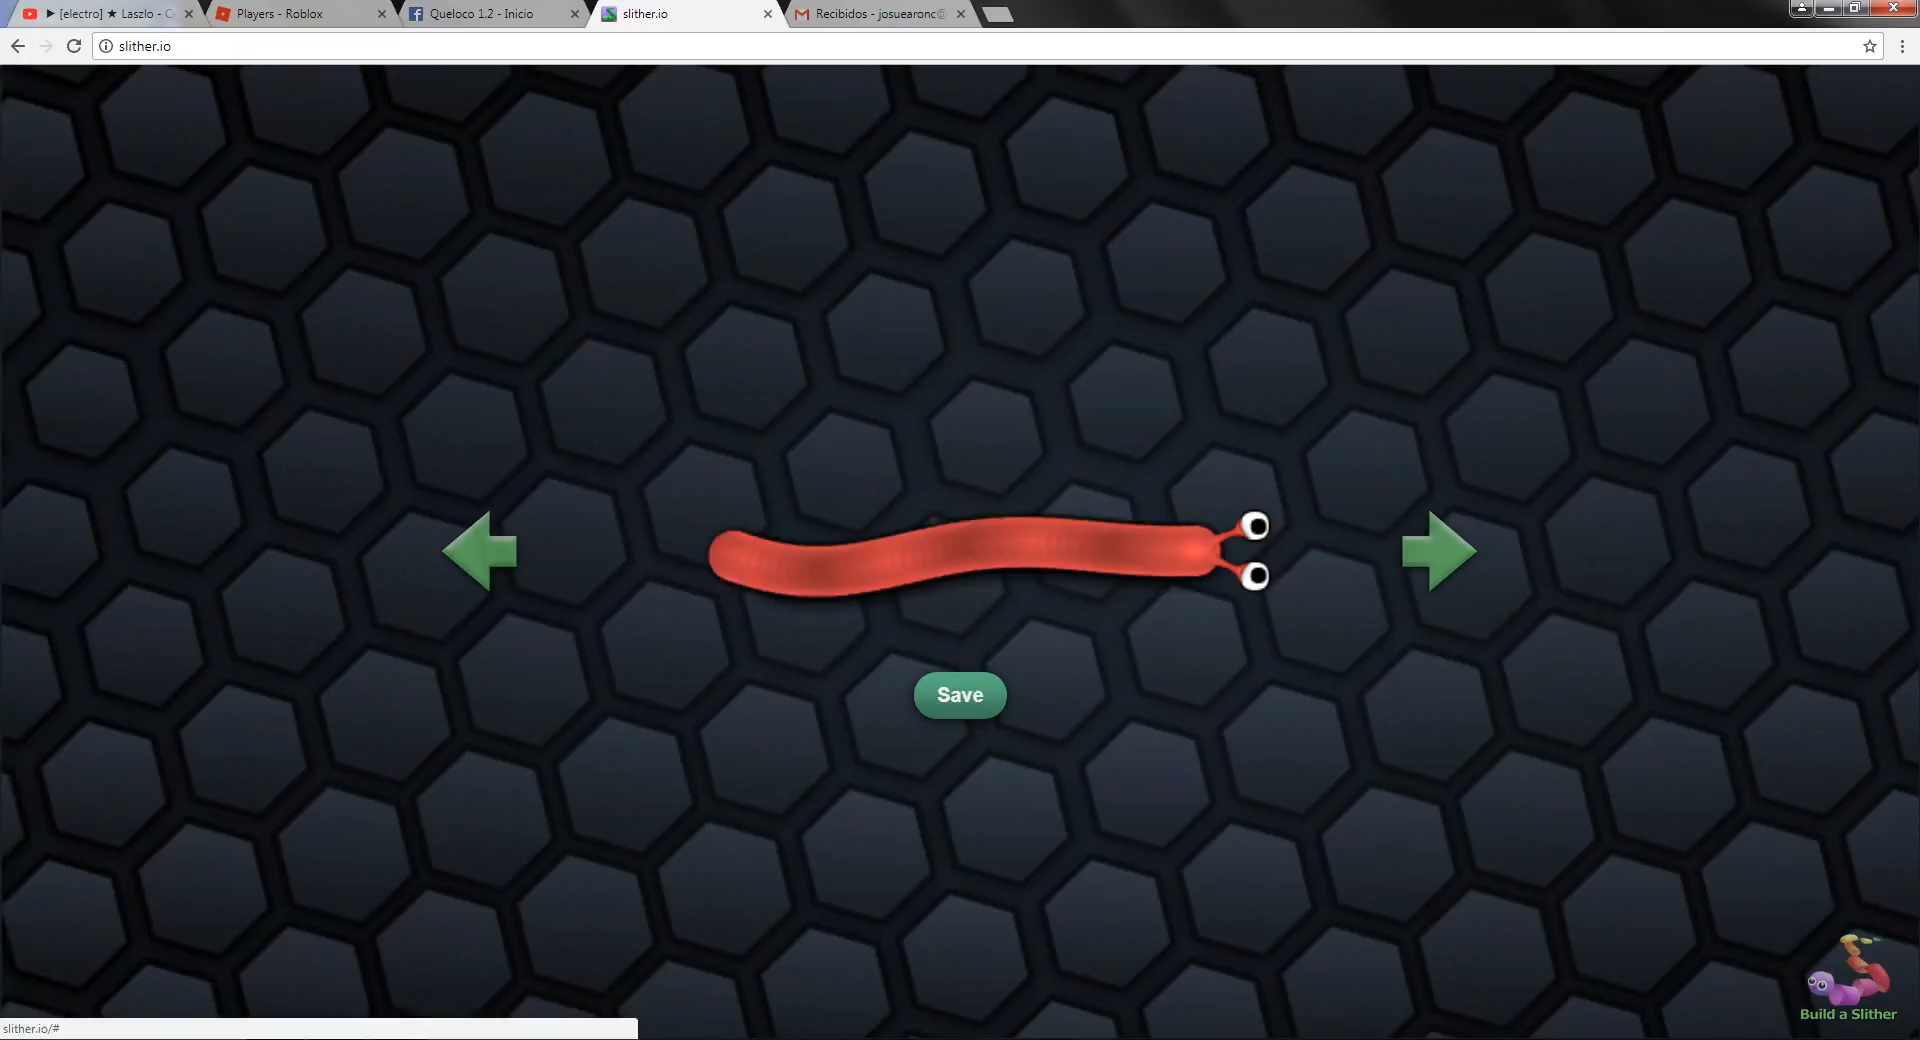 ▶ [electro] ★ Laszlo - C
Players - Roblox
Queloco 1.2 - Inicio
slither.io
Recibidos - josuearonc@
slither.io
Save
Build a Slither
slither.io/#